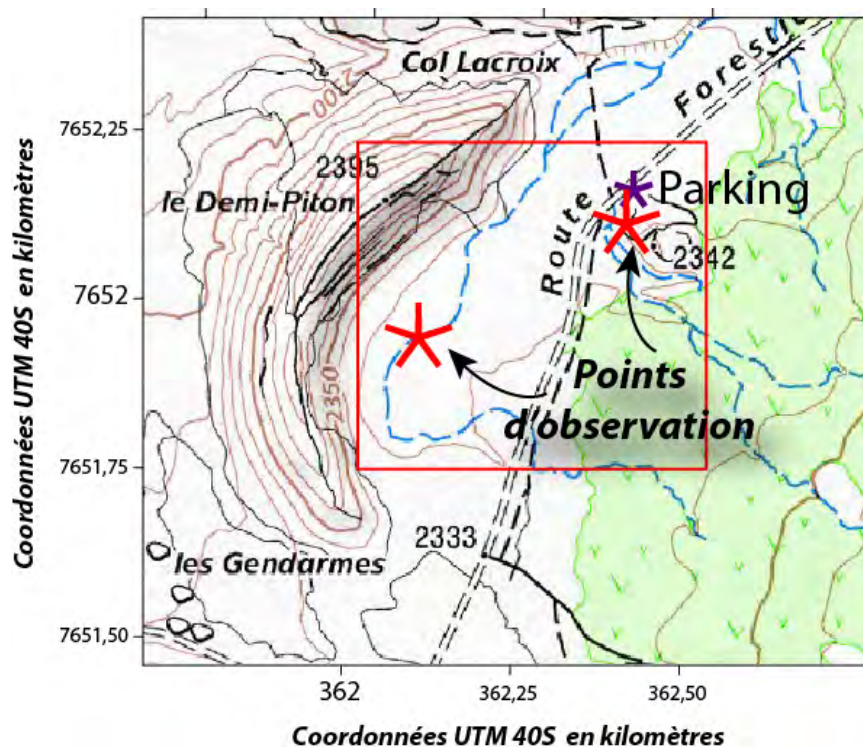 Col Lacroix
2300
Forestiè
7652,25
2395
le Demi-Piton
Parking
Route
2342
7652
Coordonnées UTM 40S en kilomètres
2350
Points
d'observation
7651,75
2333
les Gendarmes
7651,50
362
362,25
362,50
Coordonnées UTM 40S en kilomètres